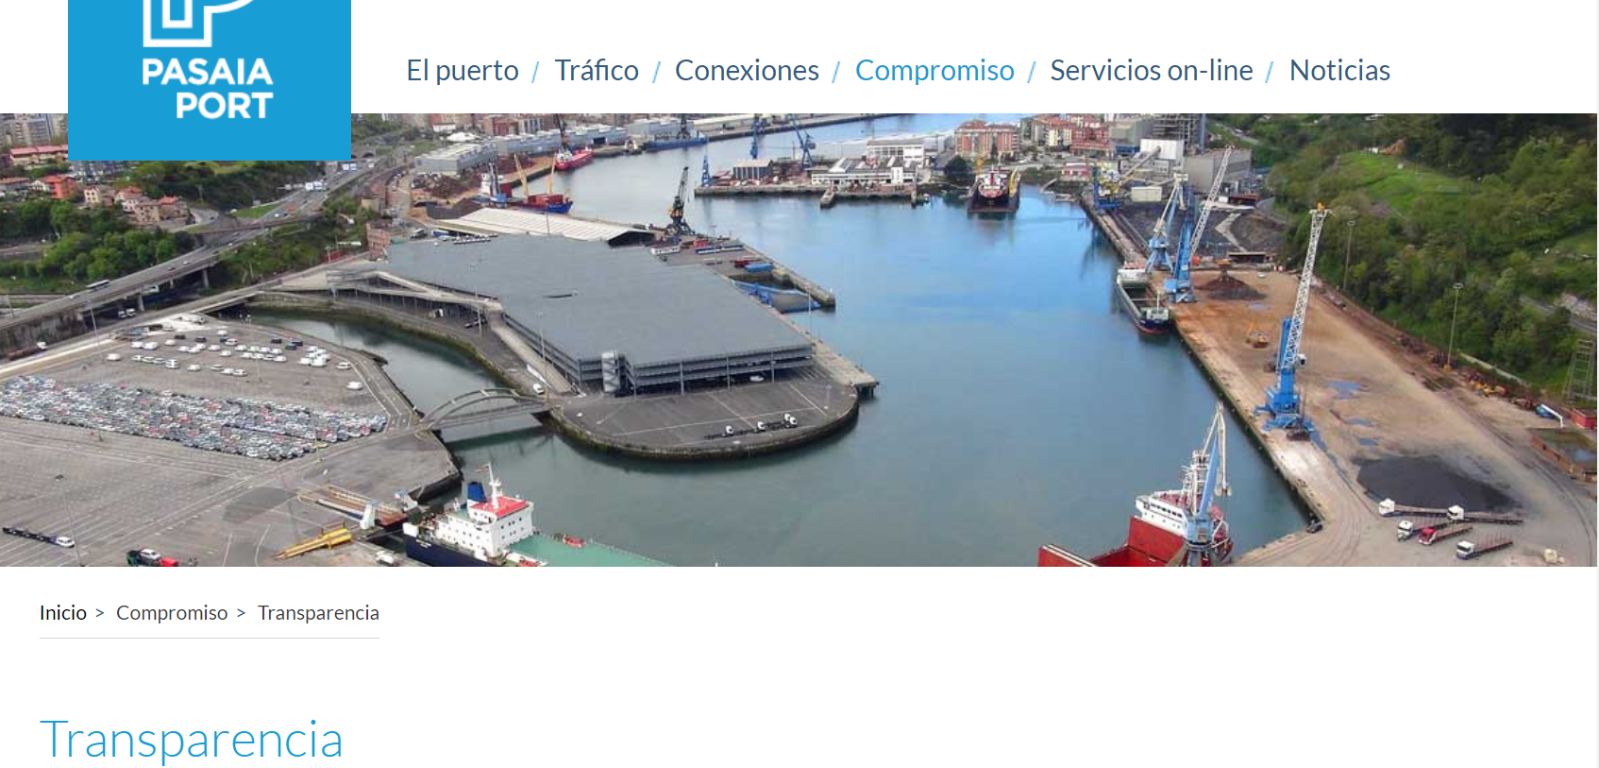 PASAIA
PORT
El puerto / Tráfico / Conexiones / Compromiso / Servicios on-line / Noticias
Inicio > Compromiso > Transparencia
Transparencia